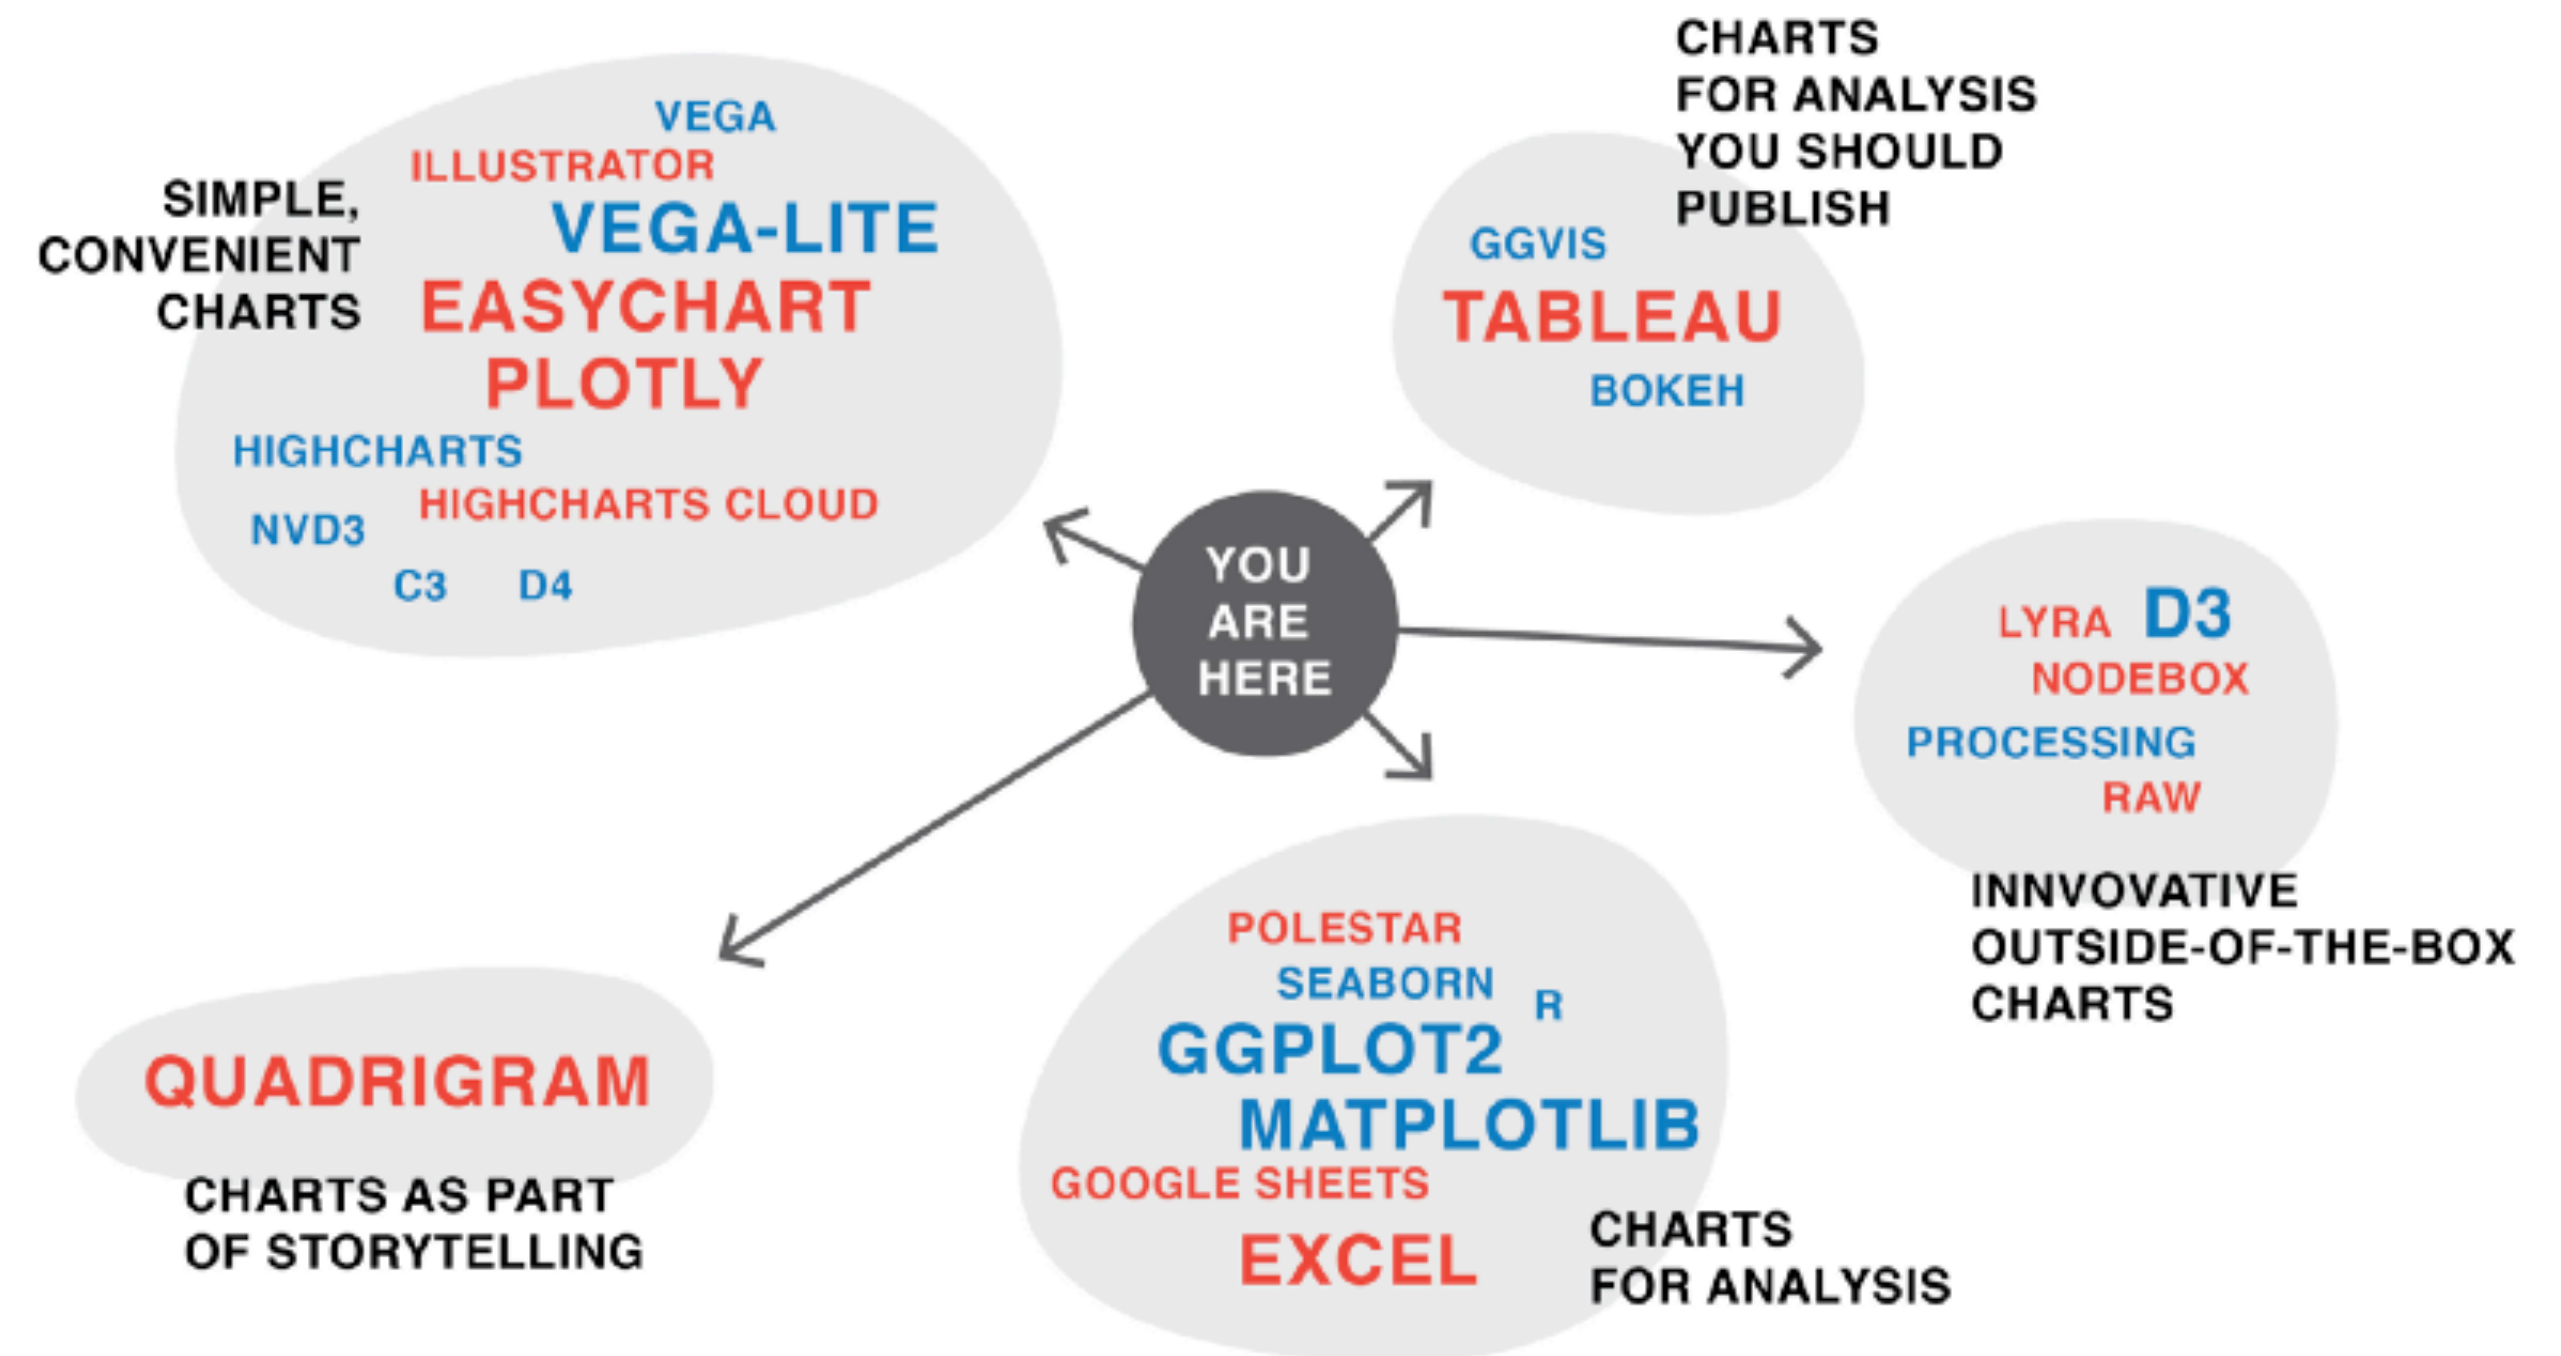 SIMPLE,
CONVENIENT
CHARTS
VEGA
ILLUSTRATOR
VEGA-LITE
EASYCHART
PLOTLY
HIGHCHARTS
HIGHCHARTS CLOUD
NVD3
C3 D4
CHARTS
FOR ANALYSIS
YOU SHOULD
PUBLISH
GGVIS
TABLEAU
BOKEH
YOU
ARE
HERE
LYRA D3
NODEBOX
PROCESSING
RAW
INNVOVATIVE
OUTSIDE-OF-THE-BOX
CHARTS
QUADRIGRAM
CHARTS AS PART
OF STORYTELLING
POLESTAR
SEABORN
R
GGPLOT2
MATPLOTLIB
GOOGLE SHEETS
EXCEL
CHARTS
FOR ANALYSIS